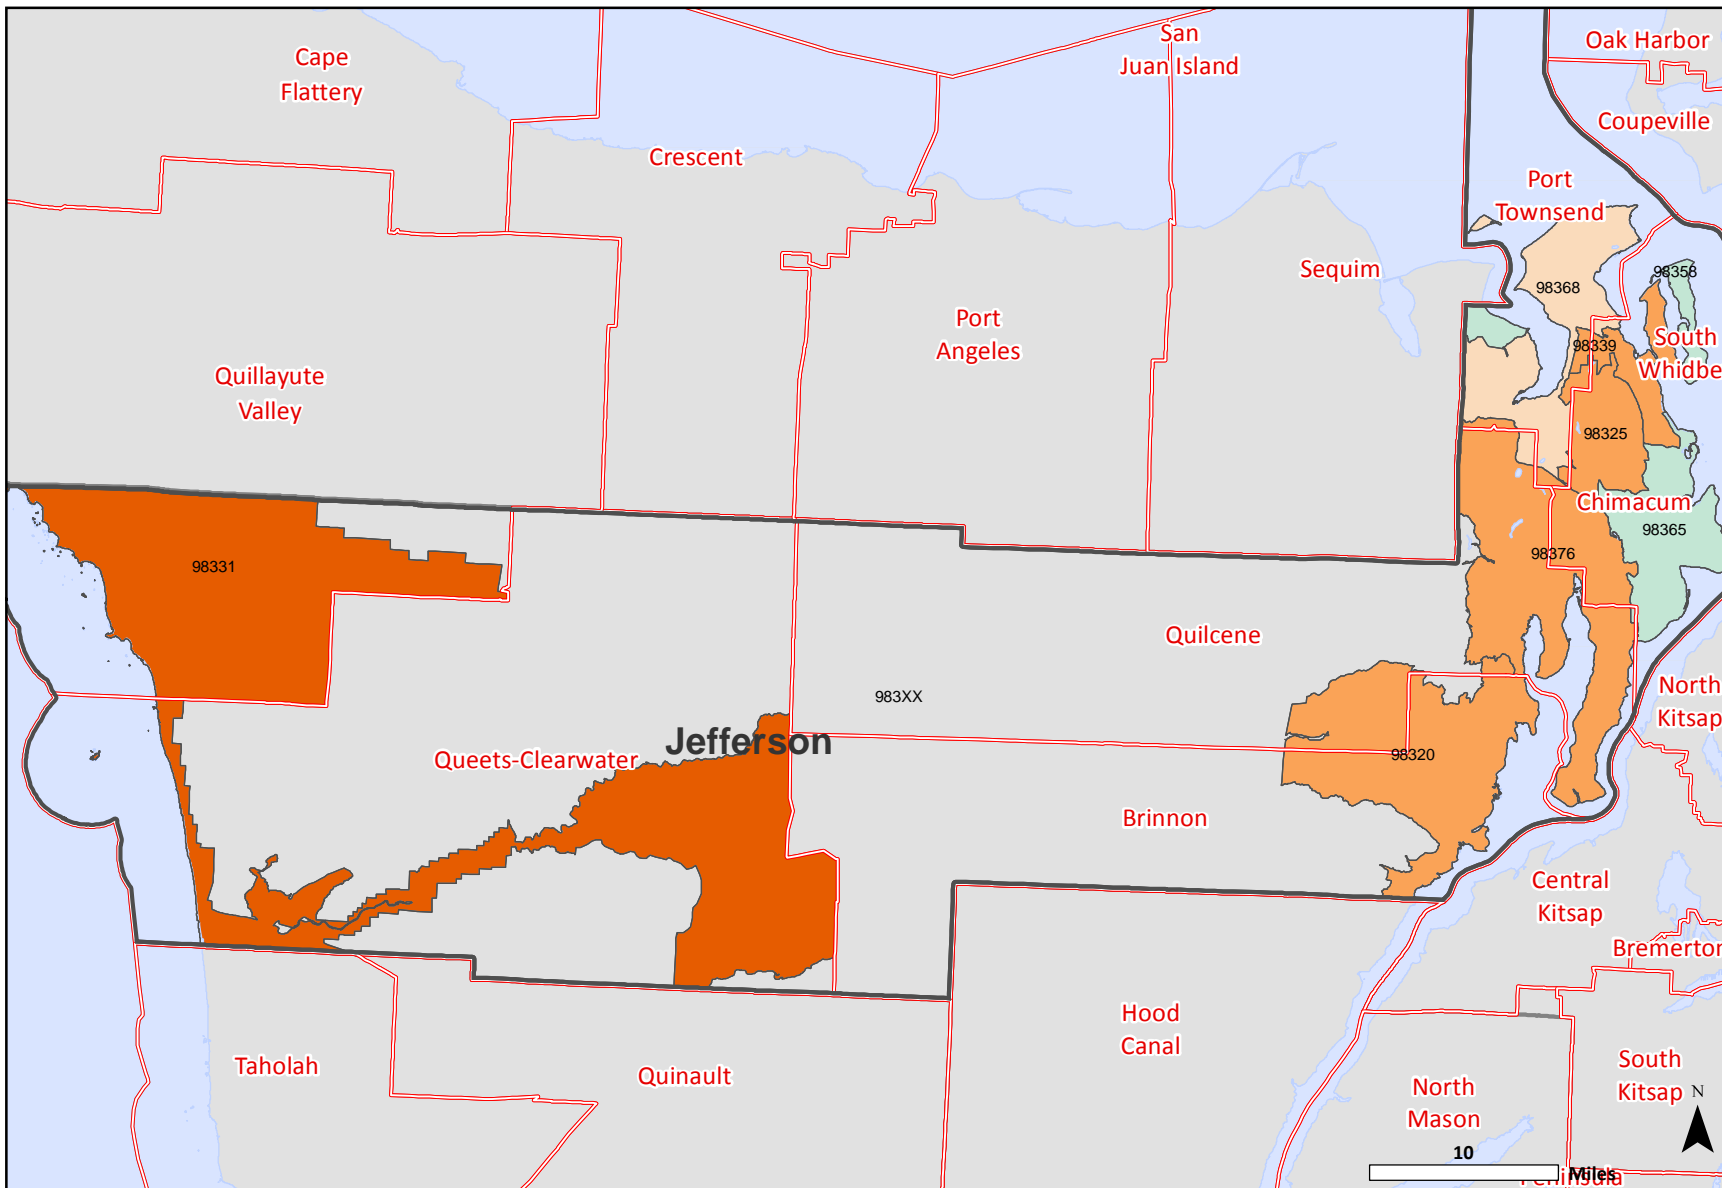 San
Juan Island
Oak Harbor
Cape
Flattery
Coupeville
Crescent
Port
Townsend
Sequim
98358
98368
Port
Angeles
South
Whidbe
98339
Quillayute
Valley
98325
Chimacum
98365
98376
98331
Quilcene
983XX
North
Kitsap
Jefferson
Queets-Clearwater
98320
Brinnon
Central
Kitsap
Bremerton
Hood
Canal
Taholah
Quinault
South
Kitsap
N
North
Mason
10
Miles
Peninsula